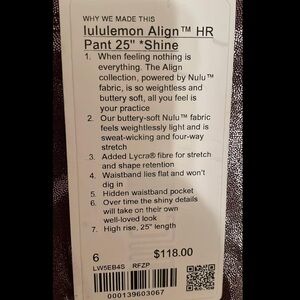 WHY WE MADE THIS
lululemon Align™ HR
Pant 25" *Shine
1. When feeling nothing is
everything. The Align
collection, powered by Nulu™
fabric, is so weightless and
buttery soft, all you feel is
your practice
2. Our buttery-soft Nulu™ fabric
feels weightlessly light and is
sweat-wicking and four-way
stretch
3. Added Lycra® fibre for stretch
and shape retention
4. Waistband lies flat and won't
dig in
5. Hidden waistband pocket
6. Over time the shiny details
will take on their own
well-loved look
7. High rise, 25" length
6 $118.00
LW5EB4S RFZP
000139603067